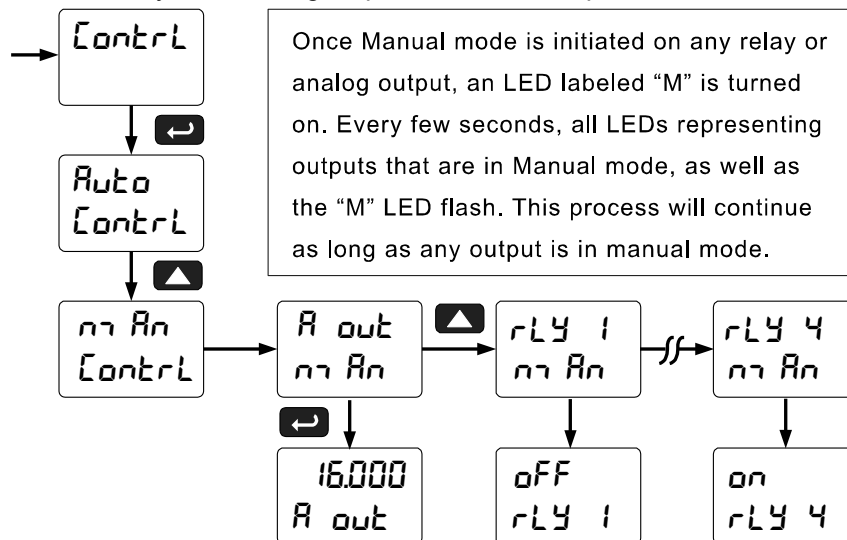 Contrl
Once Manual mode is initiated on any relay or
analog output, an LED labeled “M” is turned
on. Every few seconds, all LEDs representing
outputs that are in Manual mode, as well as
the “M” LED flash. This process will continue
as long as any output is in manual mode.
Auto
Contrl
man
Contrl
A out
man
rLY 1
man
rLY 4
man
16.000
A out
oFF
rLY 1
on
rLY 4